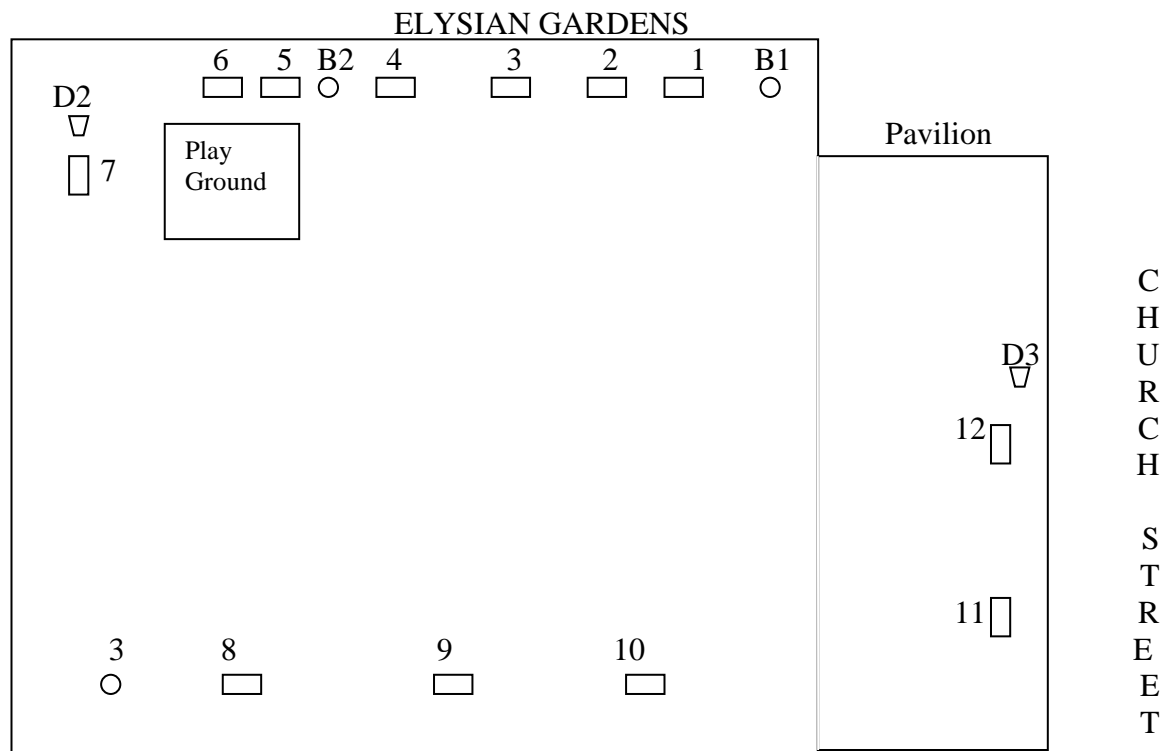 ELYSIAN GARDENS
6 5 B2 4 3 2 1 B1
D2
Pavilion
Play
Ground
7
C
H
U
R
C
H
D3
12
S
T
R
E
E
T
11
3 8 9 10